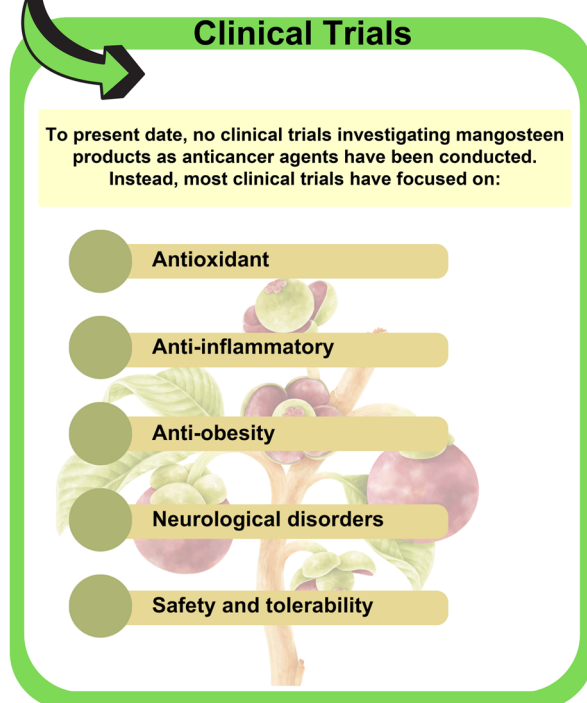 Clinical Trials
To present date, no clinical trials investigating mangosteen
products as anticancer agents have been conducted.
Instead, most clinical trials have focused on:
Antioxidant
Anti-inflammatory
Anti-obesity
Neurological disorders
Safety and tolerability